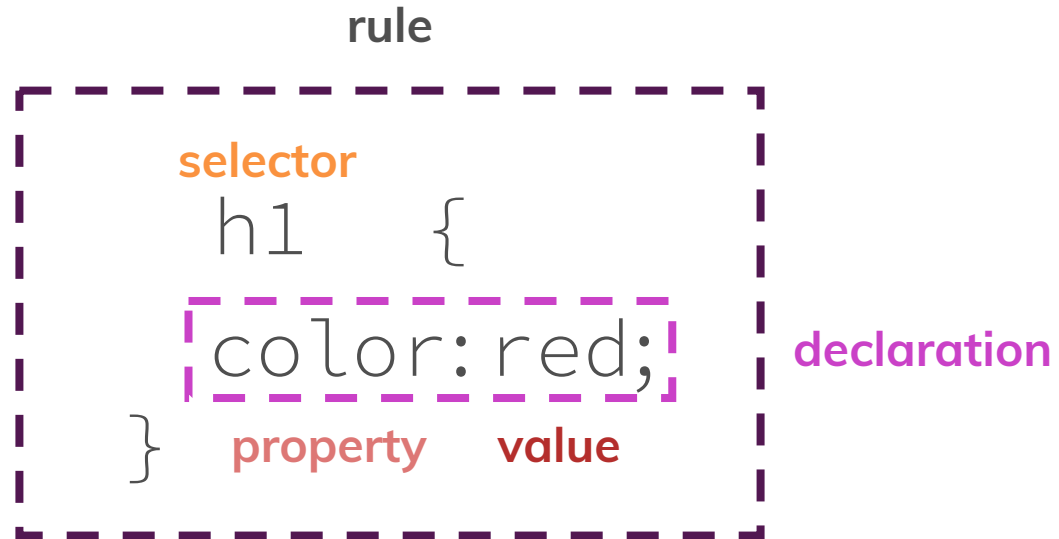 rule
selector
h1 {
color:red;
declaration
}
property value